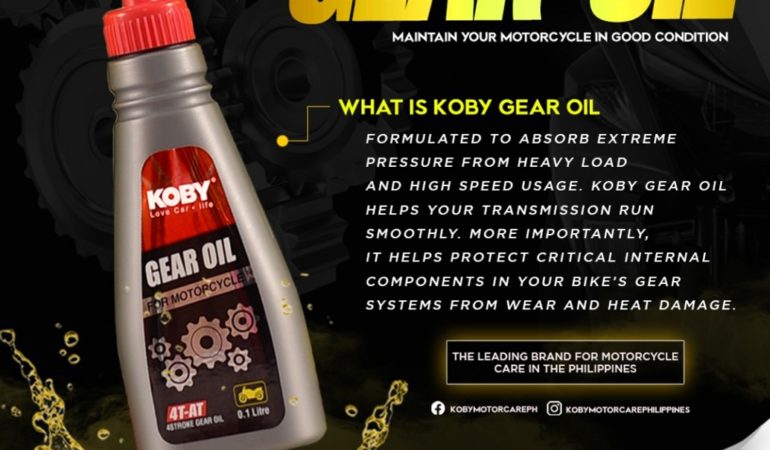 GEAR OIL
MAINTAIN YOUR MOTORCYCLE IN GOOD CONDITION
WHAT IS KOBY GEAR OIL
FORMULATED TO ABSORB EXTREME
PRESSURE FROM HEAVY LOAD
AND HIGH SPEED USAGE. KOBY GEAR OIL
HELPS YOUR TRANSMISSION RUN
SMOOTHLY. MORE IMPORTANTLY,
IT HELPS PROTECT CRITICAL INTERNAL
COMPONENTS IN YOUR BIKE'S GEAR
SYSTEMS FROM WEAR AND HEAT DAMAGE.
THE LEADING BRAND FOR MOTORCYCLE
CARE IN THE PHILIPPINES
KOBYMOTORCAREPH KOBYMOTORCAREPHILIPPINES
KOBY
Love Car • life
GEAR OIL
FOR MOTORCYCLE
4T-AT
4STROKE GEAR OIL
0.1 Litre